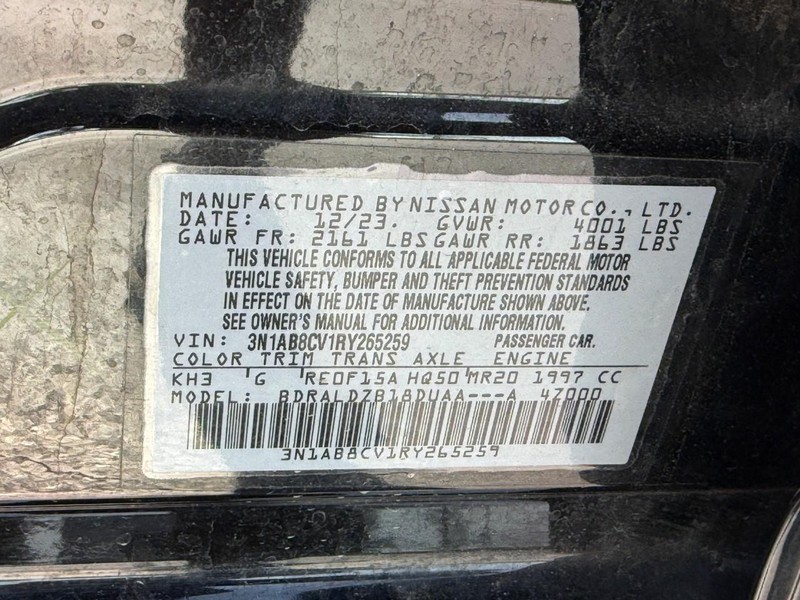 MANUFACTURED BY NISSAN MOTOR CO., LTD.
DATE: 12/23. GVWR: 4001 LBS
GAWR FR: 2161 LBS GAWR RR: 1863 LBS
THIS VEHICLE CONFORMS TO ALL APPLICABLE FEDERAL MOTOR
VEHICLE SAFETY, BUMPER AND THEFT PREVENTION STANDARDS
IN EFFECT ON THE DATE OF MANUFACTURE SHOWN ABOVE.
SEE OWNER'S MANUAL FOR ADDITIONAL INFORMATION.
VIN: 3N1AB8CV1RY265259 PASSENGER CAR.
COLOR TRIM TRANS AXLE ENGINE
KH3 ' G ' RE0F15A HQ50 ' MR20 1997 CC
MODEL: BDRALDZB18DUAA---A 4Z000
3N1AB8CV1RY265259